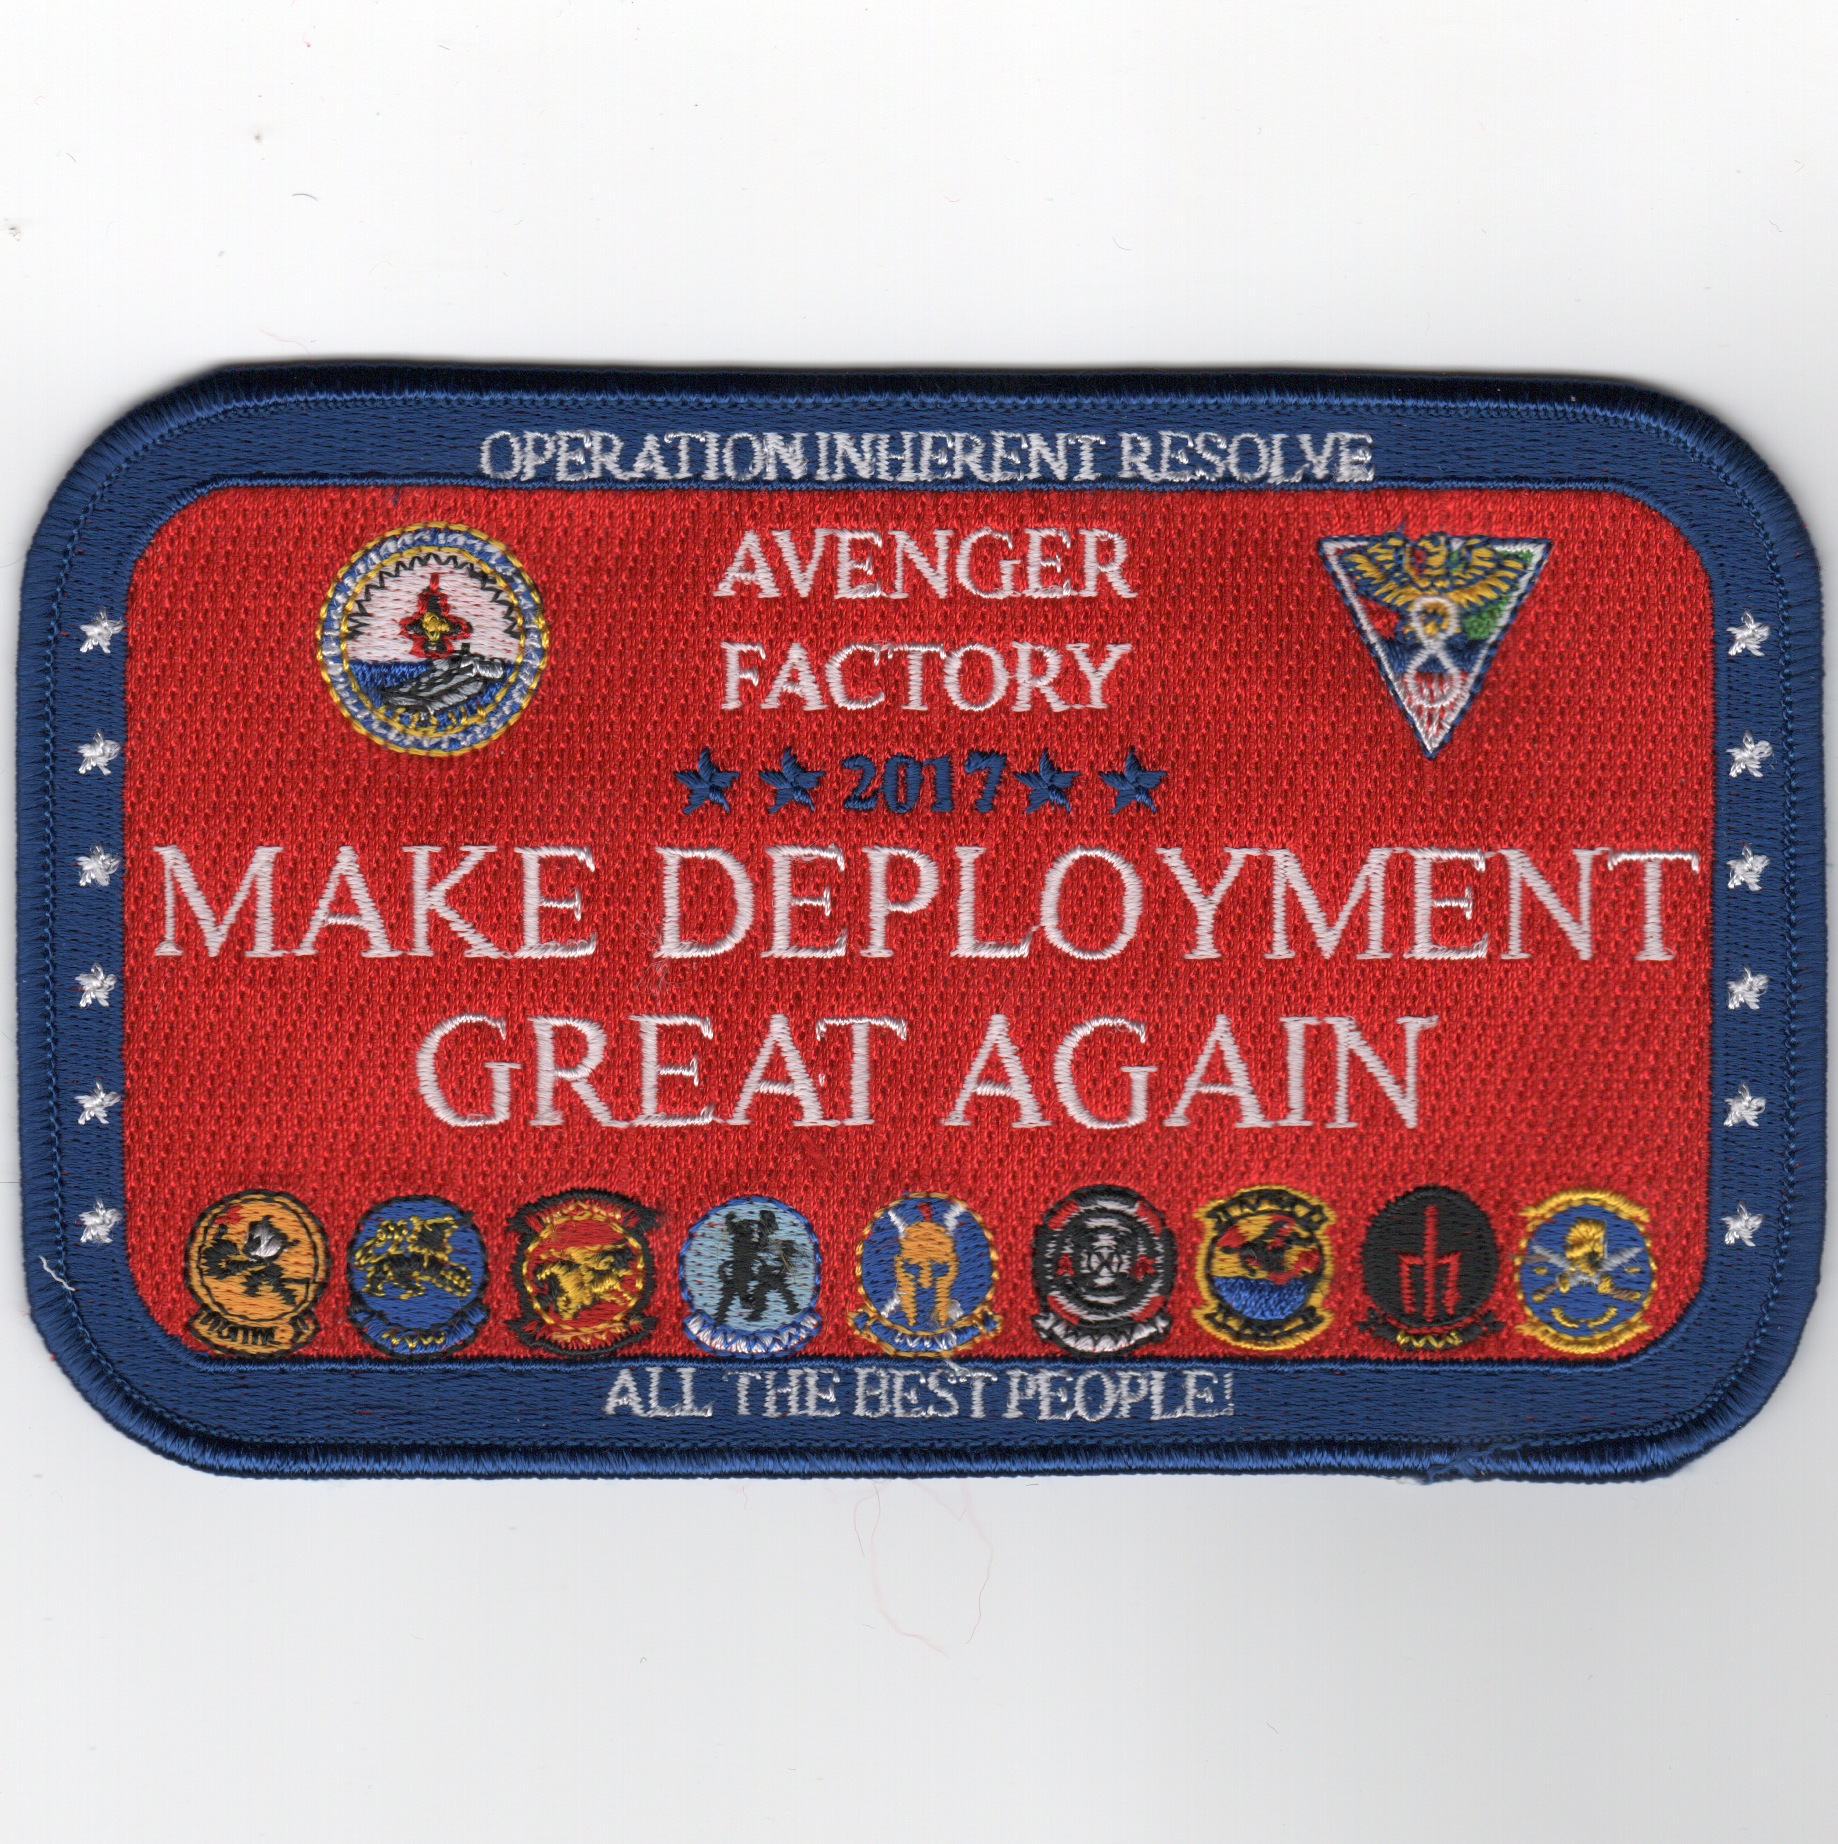 OPERATION INHERENT RESOLVE
AVENGER
FACTORY
2017
MAKE DEPLOYMENT
GREAT AGAIN
ALL THE BEST PEOPLE!